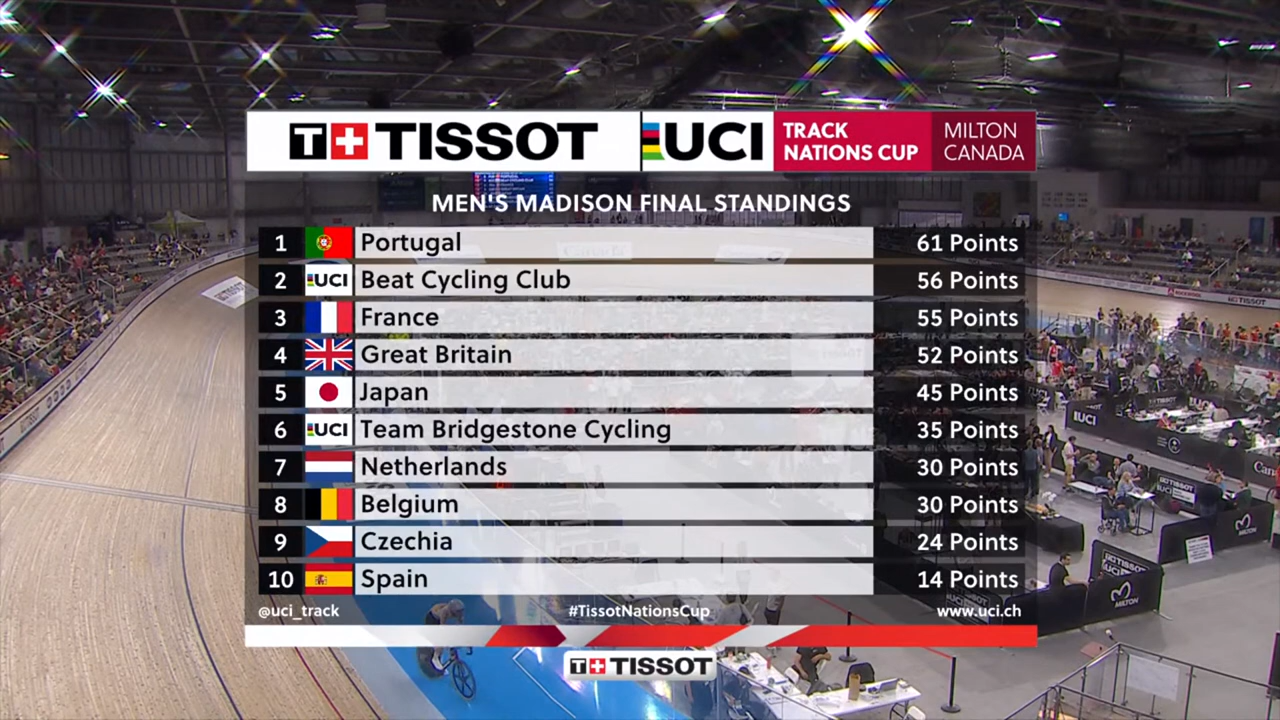 T+ TISSOT UCI TRACK NATIONS CUP MILTON CANADA
MEN'S MADISON FINAL STANDINGS
1 Portugal 61 Points
2 UCI Beat Cycling Club 56 Points
3 France 55 Points
4 Great Britain 52 Points
5 Japan 45 Points
6 UCI Team Bridgestone Cycling 35 Points
7 Netherlands 30 Points
8 Belgium 30 Points
9 Czechia 24 Points
10 Spain 14 Points
@uci_track #TissotNationsCup www.uci.ch
T+ TISSOT
TISSOT
UCI
MILTON